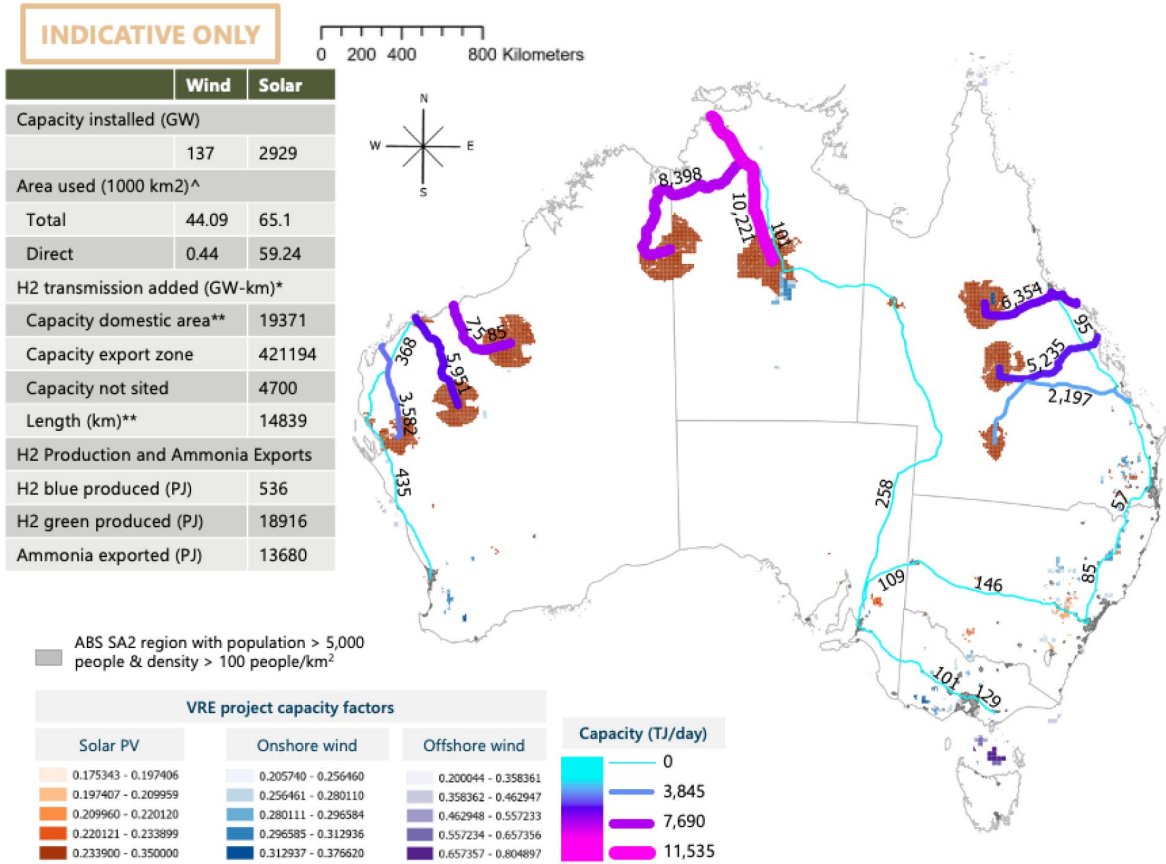 INDICATIVE ONLY
0 200 400 800 Kilometers
N
W E
S
Wind Solar
Capacity installed (GW)
137 2929
Area used (1000 km2)^
Total 44.09 65.1
Direct 0.44 59.24
H2 transmission added (GW-km)*
Capacity domestic area** 19371
Capacity export zone 421194
Capacity not sited 4700
Length (km)** 14839
H2 Production and Ammonia Exports
H2 blue produced (PJ) 536
H2 green produced (PJ) 18916
Ammonia exported (PJ) 13680
8,398
10,221
101
7,585
5,951
368
3,582
435
6,354
95
5,235
2,197
57
258
109
146
85
101
129
ABS SA2 region with population > 5,000
people & density > 100 people/km²
VRE project capacity factors
Solar PV
0.175343 - 0.197406
0.197407 - 0.209959
0.209960 - 0.220120
0.220121 - 0.233899
0.233900 - 0.350000
Onshore wind
0.205740 - 0.256460
0.256461 - 0.280110
0.280111 - 0.296584
0.296585 - 0.312936
0.312937 - 0.376620
Offshore wind
0.200044 - 0.358361
0.358362 - 0.462947
0.462948 - 0.557233
0.557234 - 0.657356
0.657357 - 0.804897
Capacity (TJ/day)
0
3,845
7,690
11,535